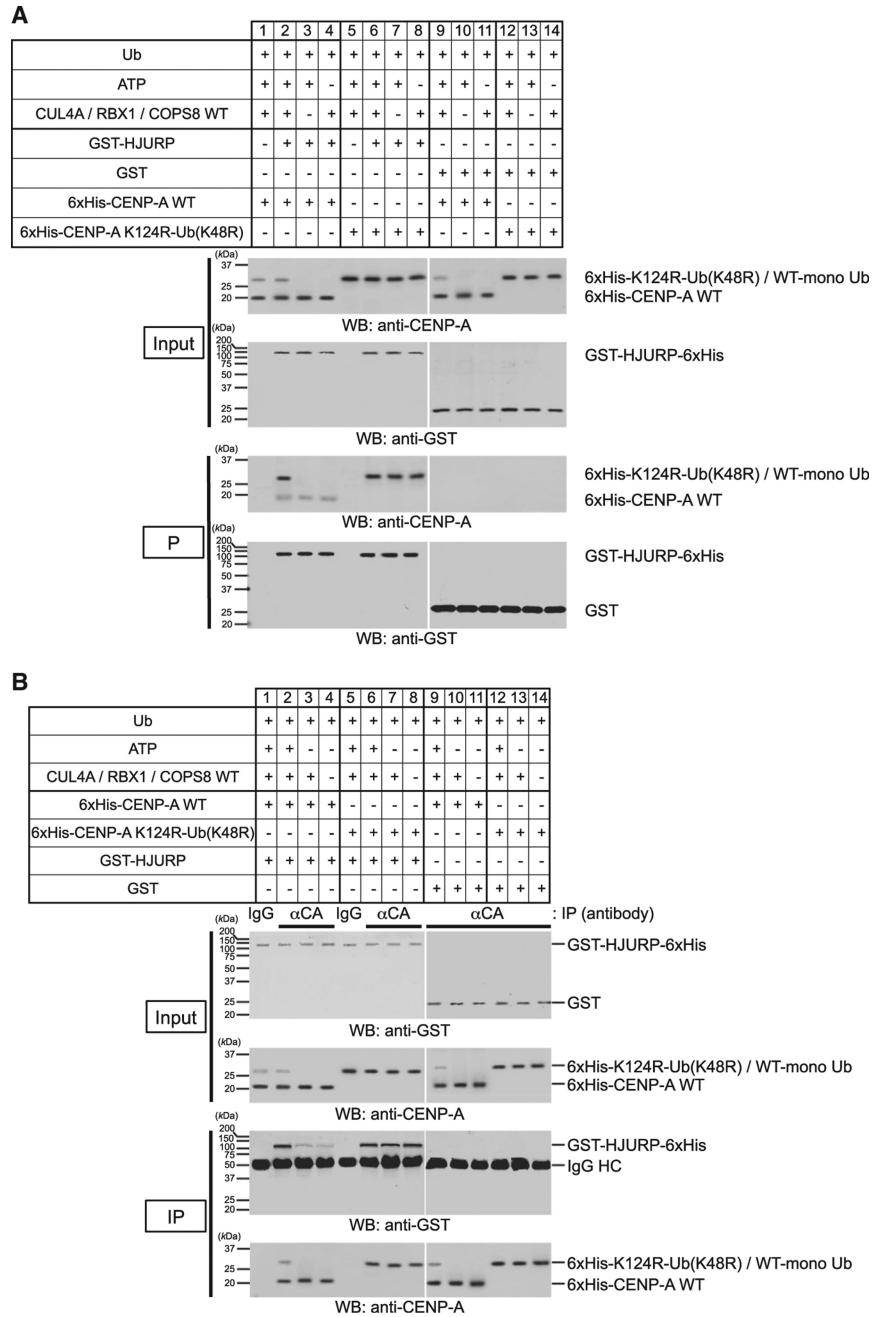 A
1 2 3 4 5 6 7 8 9 10 11 12 13 14
Ub + + + + + + + + + + + + + +
ATP + + + - + + + - + + - + + -
CUL4A / RBX1 / COPS8 WT + + - + + + - + + - + + - +
GST-HJURP - + + + - + + + - - - - - -
GST - - - - - - - - + + + + + +
6xHis-CENP-A WT + + + + - - - - + + + - - -
6xHis-CENP-A K124R-Ub(K48R) - - - - + + + + - - - + + +
Input
(kDa)
37
25
20
6xHis-K124R-Ub(K48R) / WT-mono Ub
6xHis-CENP-A WT
WB: anti-CENP-A
(kDa)
200
150
100
75
50
37
25
20
GST-HJURP-6xHis
WB: anti-GST
P
(kDa)
37
25
20
6xHis-K124R-Ub(K48R) / WT-mono Ub
6xHis-CENP-A WT
WB: anti-CENP-A
(kDa)
200
150
100
75
50
37
25
20
GST-HJURP-6xHis
GST
WB: anti-GST
B
1 2 3 4 5 6 7 8 9 10 11 12 13 14
Ub + + + + + + + + + + + + + +
ATP + + - - + + - - + - - + - -
CUL4A / RBX1 / COPS8 WT + + + - + + + - + + - + + -
6xHis-CENP-A WT + + + + - - - - + + + - - -
6xHis-CENP-A K124R-Ub(K48R) - - - - + + + + - - - + + +
GST-HJURP + + + + + + + + - - - - - -
GST - - - - - - - - + + + + + +
IgG αCA IgG αCA αCA : IP (antibody)
Input
(kDa)
200
150
100
75
50
37
25
20
GST-HJURP-6xHis
GST
WB: anti-GST
(kDa)
37
25
20
6xHis-K124R-Ub(K48R) / WT-mono Ub
6xHis-CENP-A WT
WB: anti-CENP-A
IP
(kDa)
200
150
100
75
50
37
25
20
GST-HJURP-6xHis
IgG HC
WB: anti-GST
(kDa)
37
25
20
6xHis-K124R-Ub(K48R) / WT-mono Ub
6xHis-CENP-A WT
WB: anti-CENP-A